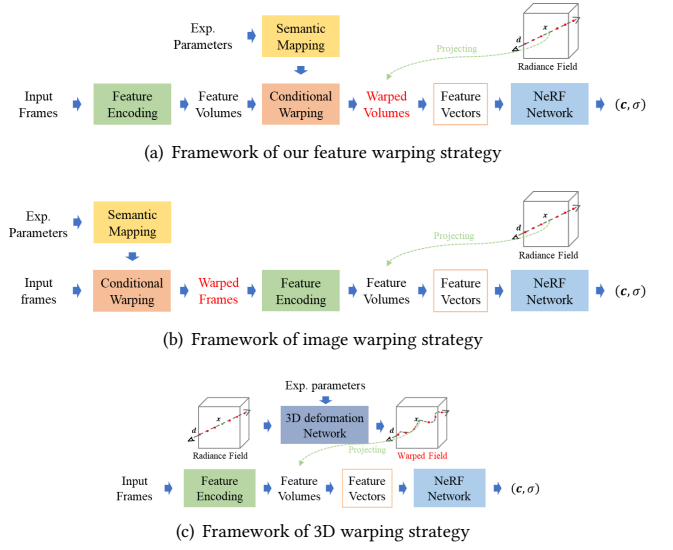 Exp.
Parameters
Semantic
Mapping
d
x
Radiance Field
Projecting
Input
Frames
Feature
Encoding
Feature
Volumes
Conditional
Warping
Warped
Volumes
Feature
Vectors
NeRF
Network
(c, σ)
(a) Framework of our feature warping strategy
Exp.
Parameters
Semantic
Mapping
d
x
Radiance Field
Projecting
Input
frames
Conditional
Warping
Warped
Frames
Feature
Encoding
Feature
Volumes
Feature
Vectors
NeRF
Network
(c, σ)
(b) Framework of image warping strategy
Exp. parameters
d
x
Radiance Field
3D deformation
Network
d
x
Warped Field
Projecting
Input
Frames
Feature
Encoding
Feature
Volumes
Feature
Vectors
NeRF
Network
(c, σ)
(c) Framework of 3D warping strategy